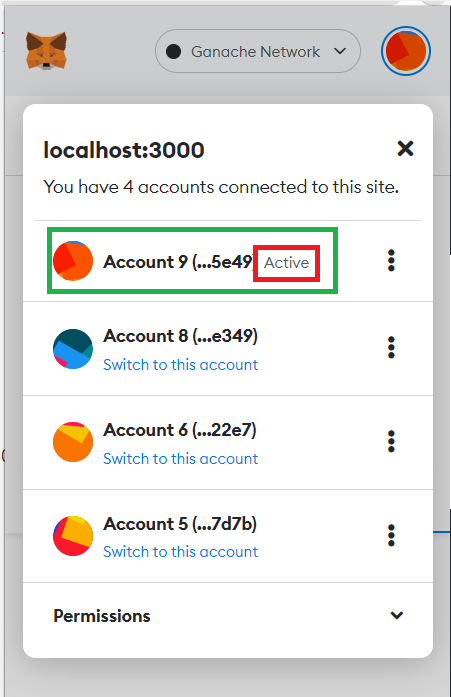 Ganache Network
localhost:3000
You have 4 accounts connected to this site.
Account 9 (...5e49) Active
Account 8 (...e349)
Switch to this account
Account 6 (...22e7)
Switch to this account
Account 5 (...7d7b)
Switch to this account
Permissions